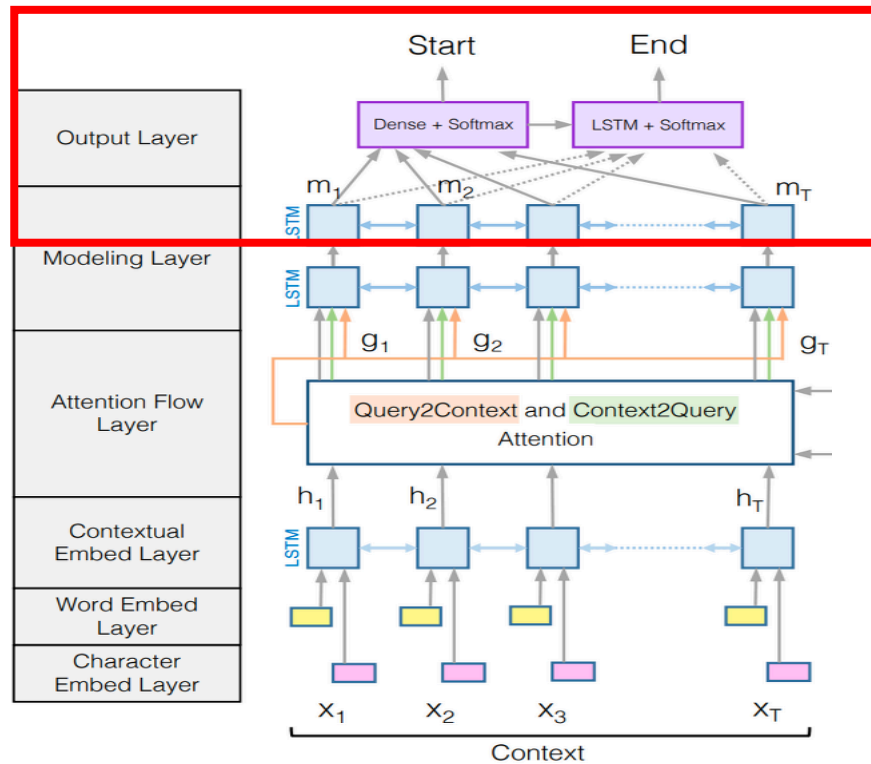 Start End
Output Layer
Dense + Softmax LSTM + Softmax
m1 m2 mT
LSTM
Modeling Layer
LSTM
g1 g2 gT
Attention Flow
Layer
Query2Context and Context2Query
Attention
h1 h2 hT
Contextual
Embed Layer
LSTM
Word Embed
Layer
Character
Embed Layer
x1 x2 x3 xT
Context